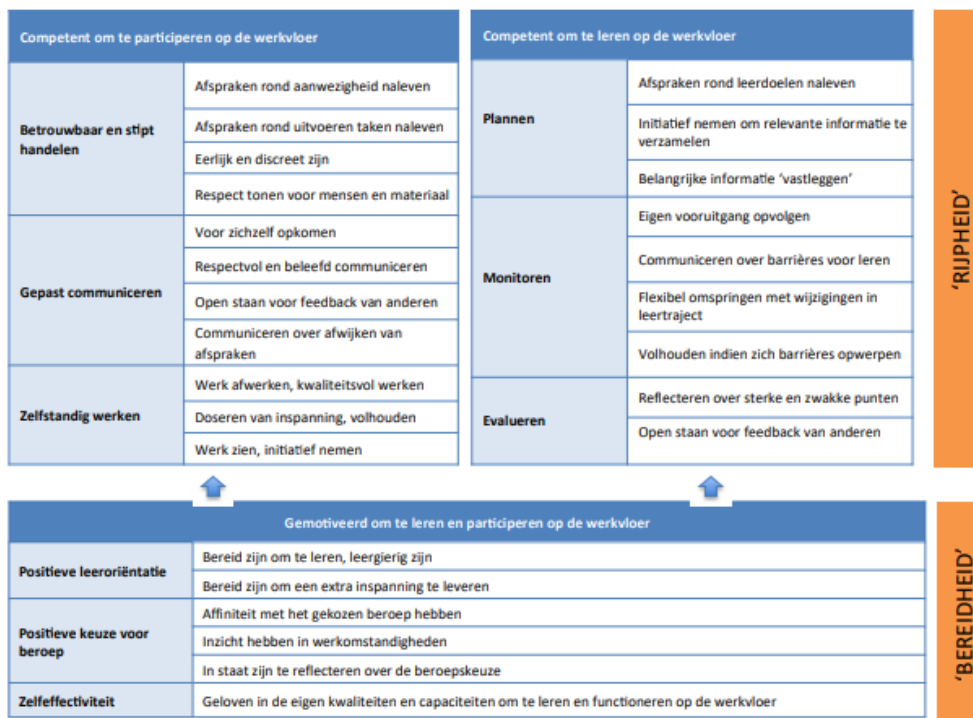 Competent om te participeren op de werkvloer
Betrouwbaar en stipt
handelen
Afspraken rond aanwezigheid naleven
Afspraken rond uitvoeren taken naleven
Eerlijk en discreet zijn
Respect tonen voor mensen en materiaal
Gepast communiceren
Voor zichzelf opkomen
Respectvol en beleefd communiceren
Open staan voor feedback van anderen
Communiceren over afwijken van
afspraken
Zelfstandig werken
Werk afwerken, kwaliteitsvol werken
Doseren van inspanning, volhouden
Werk zien, initiatief nemen
Competent om te leren op de werkvloer
Plannen
Afspraken rond leerdoelen naleven
Initiatief nemen om relevante informatie te
verzamelen
Belangrijke informatie ‘vastleggen’
Monitoren
Eigen vooruitgang opvolgen
Communiceren over barrières voor leren
Flexibel omspringen met wijzigingen in
leertraject
Volhouden indien zich barrières opwerpen
Evalueren
Reflecteren over sterke en zwakke punten
Open staan voor feedback van anderen
‘RIJPHEID’
Gemotiveerd om te leren en participeren op de werkvloer
Positieve leeroriëntatie
Bereid zijn om te leren, leergierig zijn
Bereid zijn om een extra inspanning te leveren
Positieve keuze voor
beroep
Affiniteit met het gekozen beroep hebben
Inzicht hebben in werkomstandigheden
In staat zijn te reflecteren over de beroepskeuze
Zelfeffectiviteit
Geloven in de eigen kwaliteiten en capaciteiten om te leren en functioneren op de werkvloer
‘BEREIDHEID’